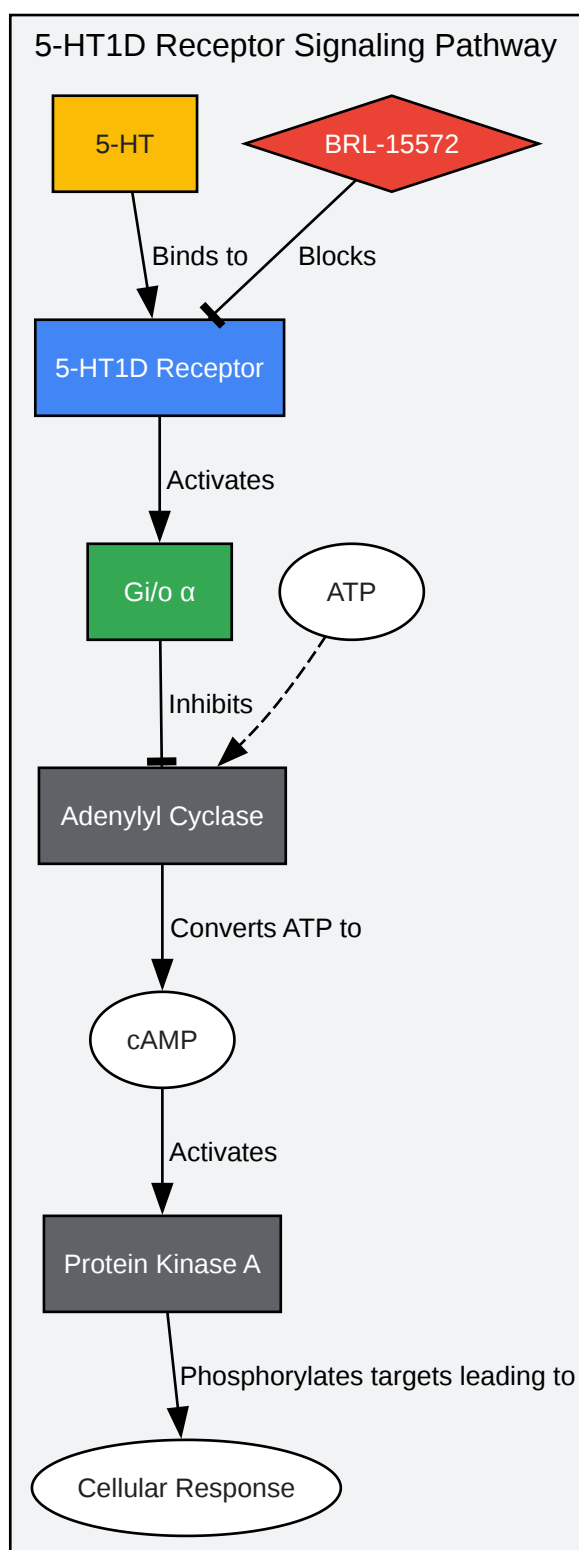 5-HT1D Receptor Signaling Pathway
5-HT
BRL-15572
Binds to
Blocks
5-HT1D Receptor
Activates
Gi/o α
ATP
Inhibits
Adenylyl Cyclase
Converts ATP to
cAMP
Activates
Protein Kinase A
Phosphorylates targets leading to
Cellular Response